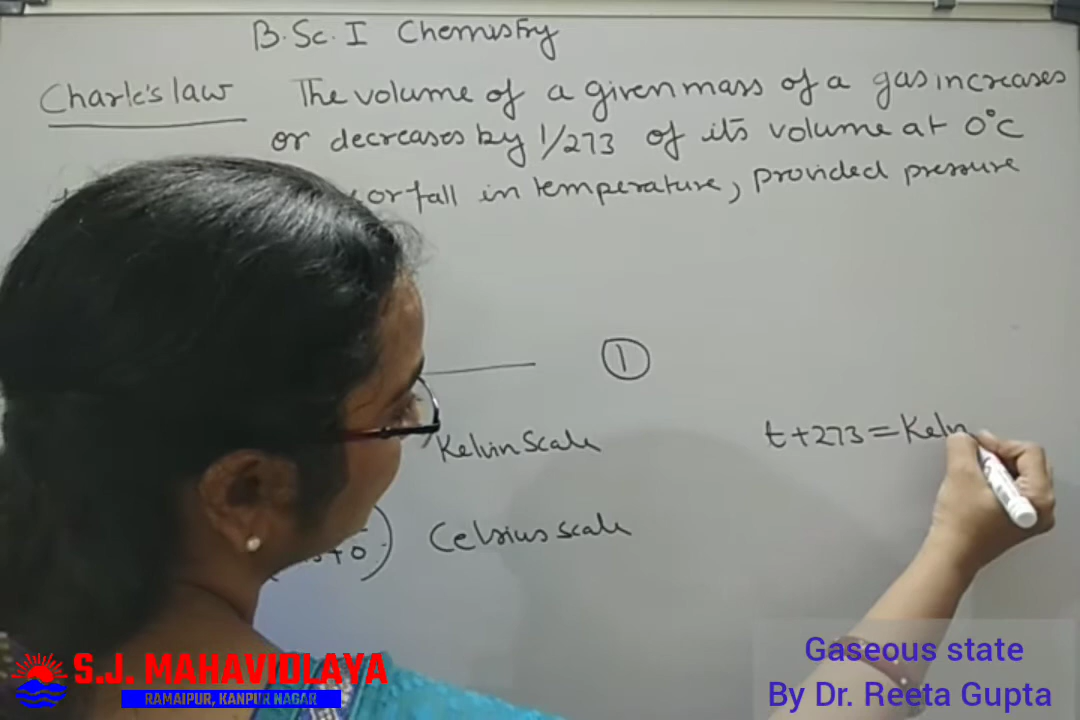 B.Sc. I Chemistry
Charle's law The volume of a given mass of a gas increases
or decreases by 1/273 of its volume at 0°C
or fall in temperature, provided pressure
①
Kelvin Scale
t+273 = Keln
Celsius scale
S.J. MAHAVIDLAYA
RAMAIPUR, KANPUR NAGAR
Gaseous state
By Dr. Reeta Gupta